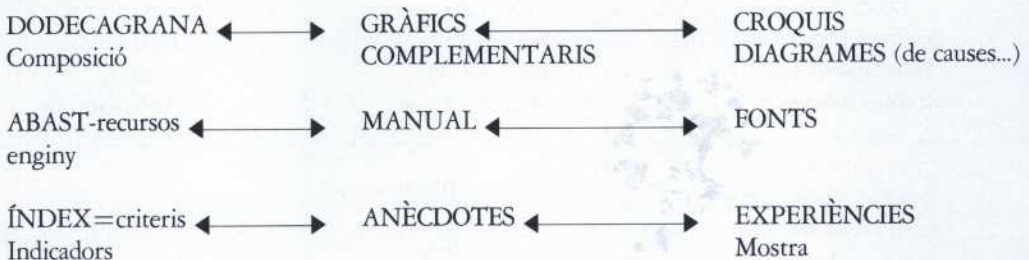 DODECAGRANA GRÀFICS CROQUIS
Composició COMPLEMENTARIS DIAGRAMES (de causes...)
ABAST-recursos MANUAL FONTS
enginy
ÍNDEX=criteris ANÈCDOTES EXPERIÈNCIES
Indicadors Mostra